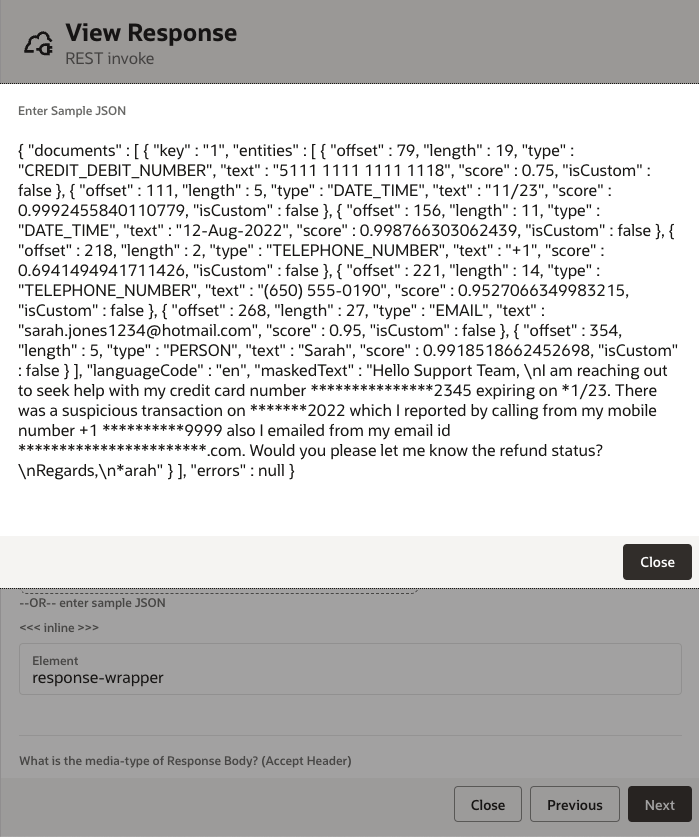 View Response
REST invoke
Enter Sample JSON
{ "documents" : [ { "key" : "1", "entities" : [ { "offset" : 79, "length" : 19, "type" :
"CREDIT_DEBIT_NUMBER", "text" : "5111 1111 1111 1118", "score" : 0.75, "isCustom" :
false }, { "offset" : 111, "length" : 5, "type" : "DATE_TIME", "text" : "11/23", "score" :
0.9992455840110779, "isCustom" : false }, { "offset" : 156, "length" : 11, "type" :
"DATE_TIME", "text" : "12-Aug-2022", "score" : 0.998766303062439, "isCustom" : false }, {
"offset" : 218, "length" : 2, "type" : "TELEPHONE_NUMBER", "text" : "+1", "score" :
0.6941494941711426, "isCustom" : false }, { "offset" : 221, "length" : 14, "type" :
"TELEPHONE_NUMBER", "text" : "(650) 555-0190", "score" : 0.9527066349983215,
"isCustom" : false }, { "offset" : 268, "length" : 27, "type" : "EMAIL", "text" :
"sarah.jones1234@hotmail.com", "score" : 0.95, "isCustom" : false }, { "offset" : 354,
"length" : 5, "type" : "PERSON", "text" : "Sarah", "score" : 0.9918518662452698, "isCustom"
: false } ], "languageCode" : "en", "maskedText" : "Hello Support Team, \nI am reaching out
to seek help with my credit card number ***************2345 expiring on *1/23. There
was a suspicious transaction on *******2022 which I reported by calling from my mobile
number +1 **********9999 also I emailed from my email id
***********************.com. Would you please let me know the refund status?
\nRegards,\n*arah" } ], "errors" : null }
Close
--OR-- enter sample JSON
<<< inline >>>
Element
response-wrapper
What is the media-type of Response Body? (Accept Header)
Close
Previous
Next